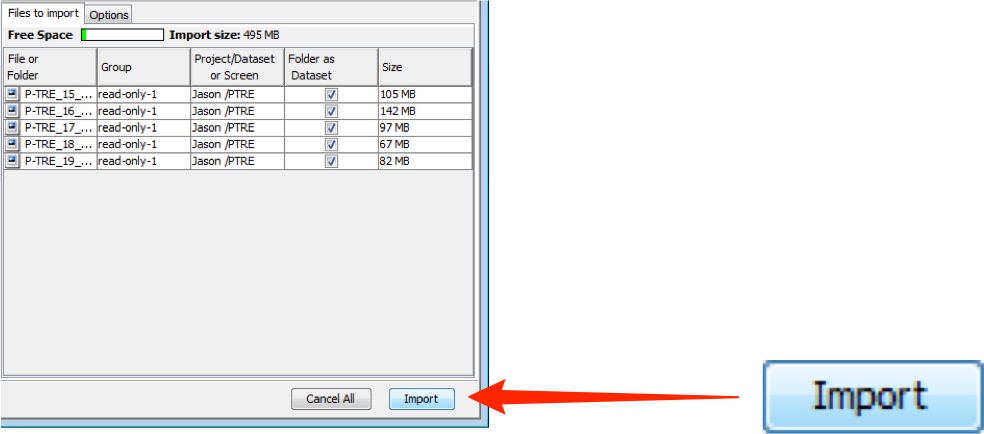 Files to import Options
Free Space Import size: 495 MB
File or Folder Group Project/Dataset or Screen Folder as Dataset Size
P-TRE_15_... read-only-1 Jason /PTRE 105 MB
P-TRE_16_... read-only-1 Jason /PTRE 142 MB
P-TRE_17_... read-only-1 Jason /PTRE 97 MB
P-TRE_18_... read-only-1 Jason /PTRE 67 MB
P-TRE_19_... read-only-1 Jason /PTRE 82 MB
Cancel All Import
Import